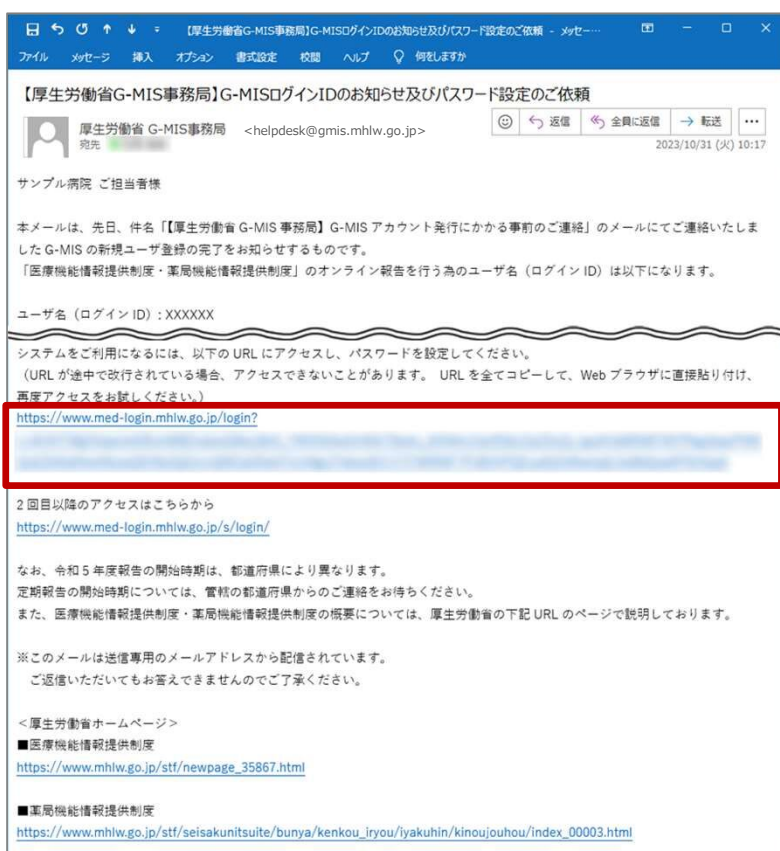 【厚生労働省G-MIS事務局】G-MISログインIDのお知らせ及びパスワード設定のご依頼 - メッセ…
ファイル メッセージ 挿入 オプション 書式設定 校閲 ヘルプ 何をしますか
【厚生労働省G-MIS事務局】G-MISログインIDのお知らせ及びパスワード設定のご依頼
厚生労働省 G-MIS事務局 <helpdesk@gmis.mhlw.go.jp>
返信 全員に返信 転送 …
宛先
2023/10/31 (火) 10:17
サンプル病院 ご担当者様
本メールは、先日、件名「【厚生労働省 G-MIS 事務局】G-MIS アカウント発行にかかる事前のご連絡」のメールにてご連絡いたしま
した G-MIS の新規ユーザ登録の完了をお知らせするものです。
「医療機能情報提供制度・薬局機能情報提供制度」のオンライン報告を行う為のユーザ名（ログイン ID）は以下になります。
ユーザ名（ログイン ID）: XXXXXX
システムをご利用になるには、以下の URL にアクセスし、パスワードを設定してください。
（URL が途中で改行されている場合、アクセスできないことがあります。 URL を全てコピーして、Web ブラウザに直接貼り付け、
再度アクセスをお試しください。）
https://www.med-login.mhlw.go.jp/login?
2 回目以降のアクセスはこちらから
https://www.med-login.mhlw.go.jp/s/login/
なお、令和 5 年度報告の開始時期は、都道府県により異なります。
定期報告の開始時期については、管轄の都道府県からのご連絡をお待ちください。
また、医療機能情報提供制度・薬局機能情報提供制度の概要については、厚生労働省の下記 URL のページで説明しております。
※このメールは送信専用のメールアドレスから配信されています。
ご返信いただいてもお答えできませんのでご了承ください。
＜厚生労働省ホームページ＞
■医療機能情報提供制度
https://www.mhlw.go.jp/stf/newpage_35867.html
■薬局機能情報提供制度
https://www.mhlw.go.jp/stf/seisakunitsuite/bunya/kenkou_iryou/iyakuhin/kinoujouhou/index_00003.html